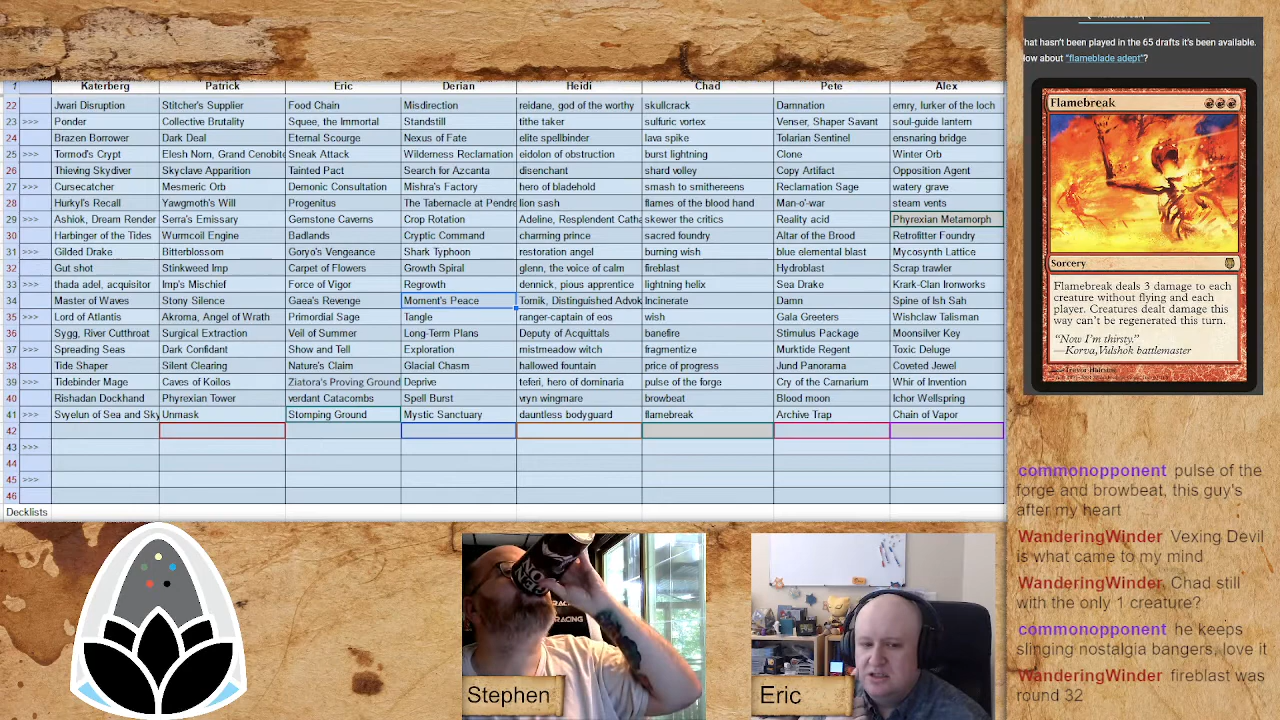 1 Katerberg Patrick Eric Derian Heidi Chad Pete Alex
22 Jwari Disruption Stitcher's Supplier Food Chain Misdirection reidane, god of the worthy skullcrack Damnation emry, lurker of the loch
23 >>> Ponder Collective Brutality Squee, the Immortal Standstill tithe taker sulfuric vortex Venser, Shaper Savant soul-guide lantern
24 Brazen Borrower Dark Deal Eternal Scorge Nexus of Fate elite spellbinder lava spike Tolarian Sentinel ensnaring bridge
25 >>> Tormod's Crypt Elesh Norn, Grand Cenobite Sneak Attack Wilderness Reclamation eidolon of obstruction burst lightning Clone Winter Orb
26 Thieving Skydiver Skyclave Apparition Tainted Pact Search for Azcanta disenchant shard volley Copy Artifact Opposition Agent
27 >>> Cursecatcher Mesmeric Orb Demonic Consultation Mishra's Factory hero of bladehold smash to smithereens Reclamation Sage watery grave
28 Hurkyl's Recall Yawgmoth's Will Progenitus The Tabernacle at Pendre lion sash flames of the blood hand Man-o'-war steam vents
29 >>> Ashiok, Dream Render Serra's Emissary Gemstone Caverns Crop Rotation Adeline, Resplendent Catha skewer the critics Reality acid Phyrexian Metamorph
30 Harbinger of the Tides Wurmcoil Engine Badlands Cryptic Command charming prince sacred foundry Altar of the Brood Retrofitter Foundry
31 >>> Gilded Drake Bitterblossom Goryo's Vengeance Shark Typhoon restoration angel burning wish blue elemental blast Mycosynth Lattice
32 Gut shot Stinkweed Imp Carpet of Flowers Growth Spiral glenn, the voice of calm fireblast Hydroblast Scrap trawler
33 >>> thada adel, acquisitor Imp's Mischief Force of Vigor Regrowth dennick, pious apprentice lightning helix Sea Drake Krark-Clan Ironworks
34 Master of Waves Stony Silence Gaea's Revenge Moment's Peace Tomik, Distinguished Advok Incinerate Damn Spine of Ish Sah
35 >>> Lord of Atlantis Akroma, Angel of Wrath Primordial Sage Tangle ranger-captain of eos wish Gala Greeters Wishclaw Talisman
36 Sygg, River Cutthroat Surgical Extraction Veil of Summer Long-Term Plans Deputy of Acquittals banefire Stimulus Package Moonsilver Key
37 >>> Spreading Seas Dark Confidant Show and Tell Exploration mistmeadow witch fragmentize Murktide Regent Toxic Deluge
38 Tide Shaper Silent Clearing Nature's Claim Glacial Chasm hallowed fountain price of progress Jund Panorama Coveted Jewel
39 >>> Tidebinder Mage Caves of Koilos Ziatora's Proving Ground Deprive teferi, hero of dominaria pulse of the forge Cry of the Carnarium Whir of Invention
40 Rishadan Dockhand Phyrexian Tower verdant Catacombs Spell Burst vryn wingmare browbeat Blood moon Ichor Wellspring
41 >>> Svyelun of Sea and Sky Unmask Stomping Ground Mystic Sanctuary dauntless bodyguard flamebreak Archive Trap Chain of Vapor
42
43 >>>
44
45 >>>
46
Decklists
hat hasn't been played in the 65 drafts it's been available.
ow about "flameblade adept"?
Flamebreak
Sorcery
Flamebreak deals 3 damage to each
creature without flying and each
player. Creatures dealt damage
this way can't be regenerated this turn.
"Now I'm thirsty."
—Korva, Vulshok battlemaster
commonopponent pulse of the
forge and browbeat, this guy's
after my heart
WanderingWinder Vexing Devil
is what came to my mind
WanderingWinder Chad still
with the only 1 creature?
commonopponent he keeps
slinging nostalgia bangers, love it
WanderingWinder fireblast was
round 32
RACING
Stephen
Eric